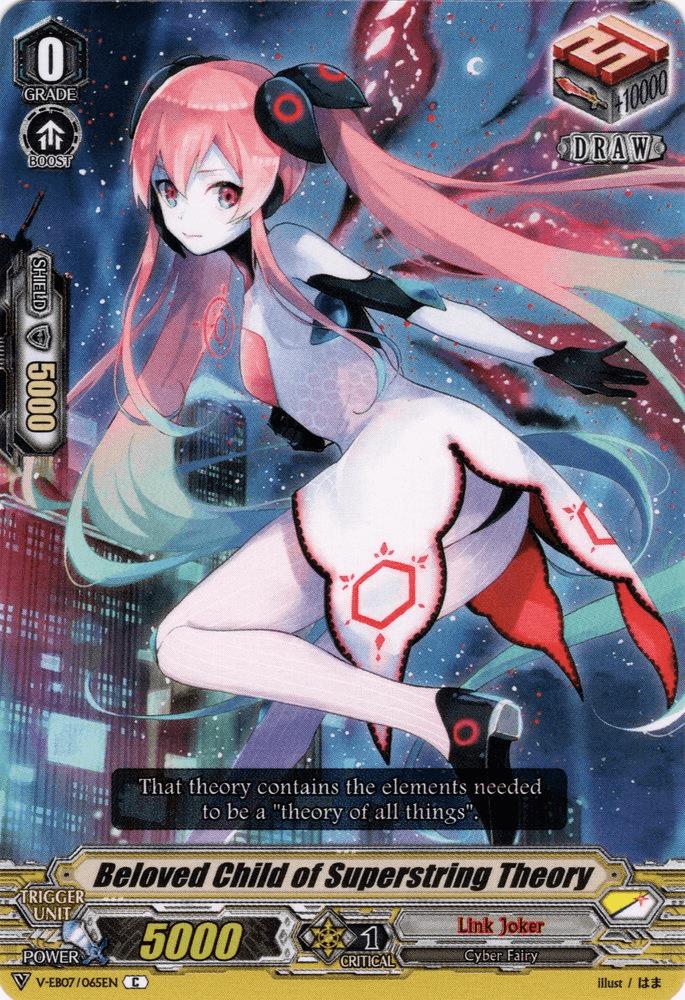 0
GRADE
BOOST
+10000
DRAW
SHIELD
5000
That theory contains the elements needed
to be a "theory of all things".
Beloved Child of Superstring Theory
TRIGGER
UNIT
POWER
5000
1
CRITICAL
Link Joker
Cyber Fairy
V-EB07/065EN C
illust / はま